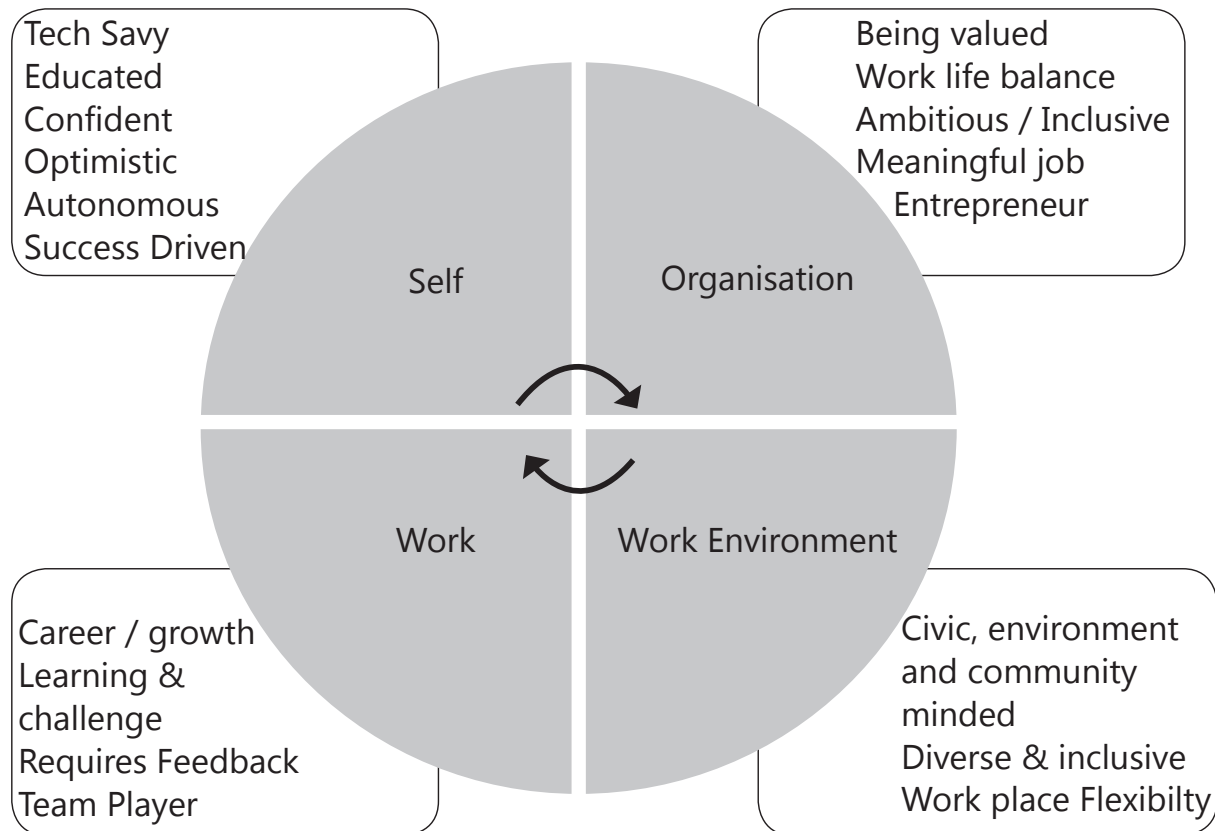 Tech Savy
Educated
Confident
Optimistic
Autonomous
Success Driven
Being valued
Work life balance
Ambitious / Inclusive
Meaningful job
Entrepreneur
Self
Organisation
Work
Work Environment
Career / growth
Learning &
challenge
Requires Feedback
Team Player
Civic, environment
and community
minded
Diverse & inclusive
Work place Flexibilty